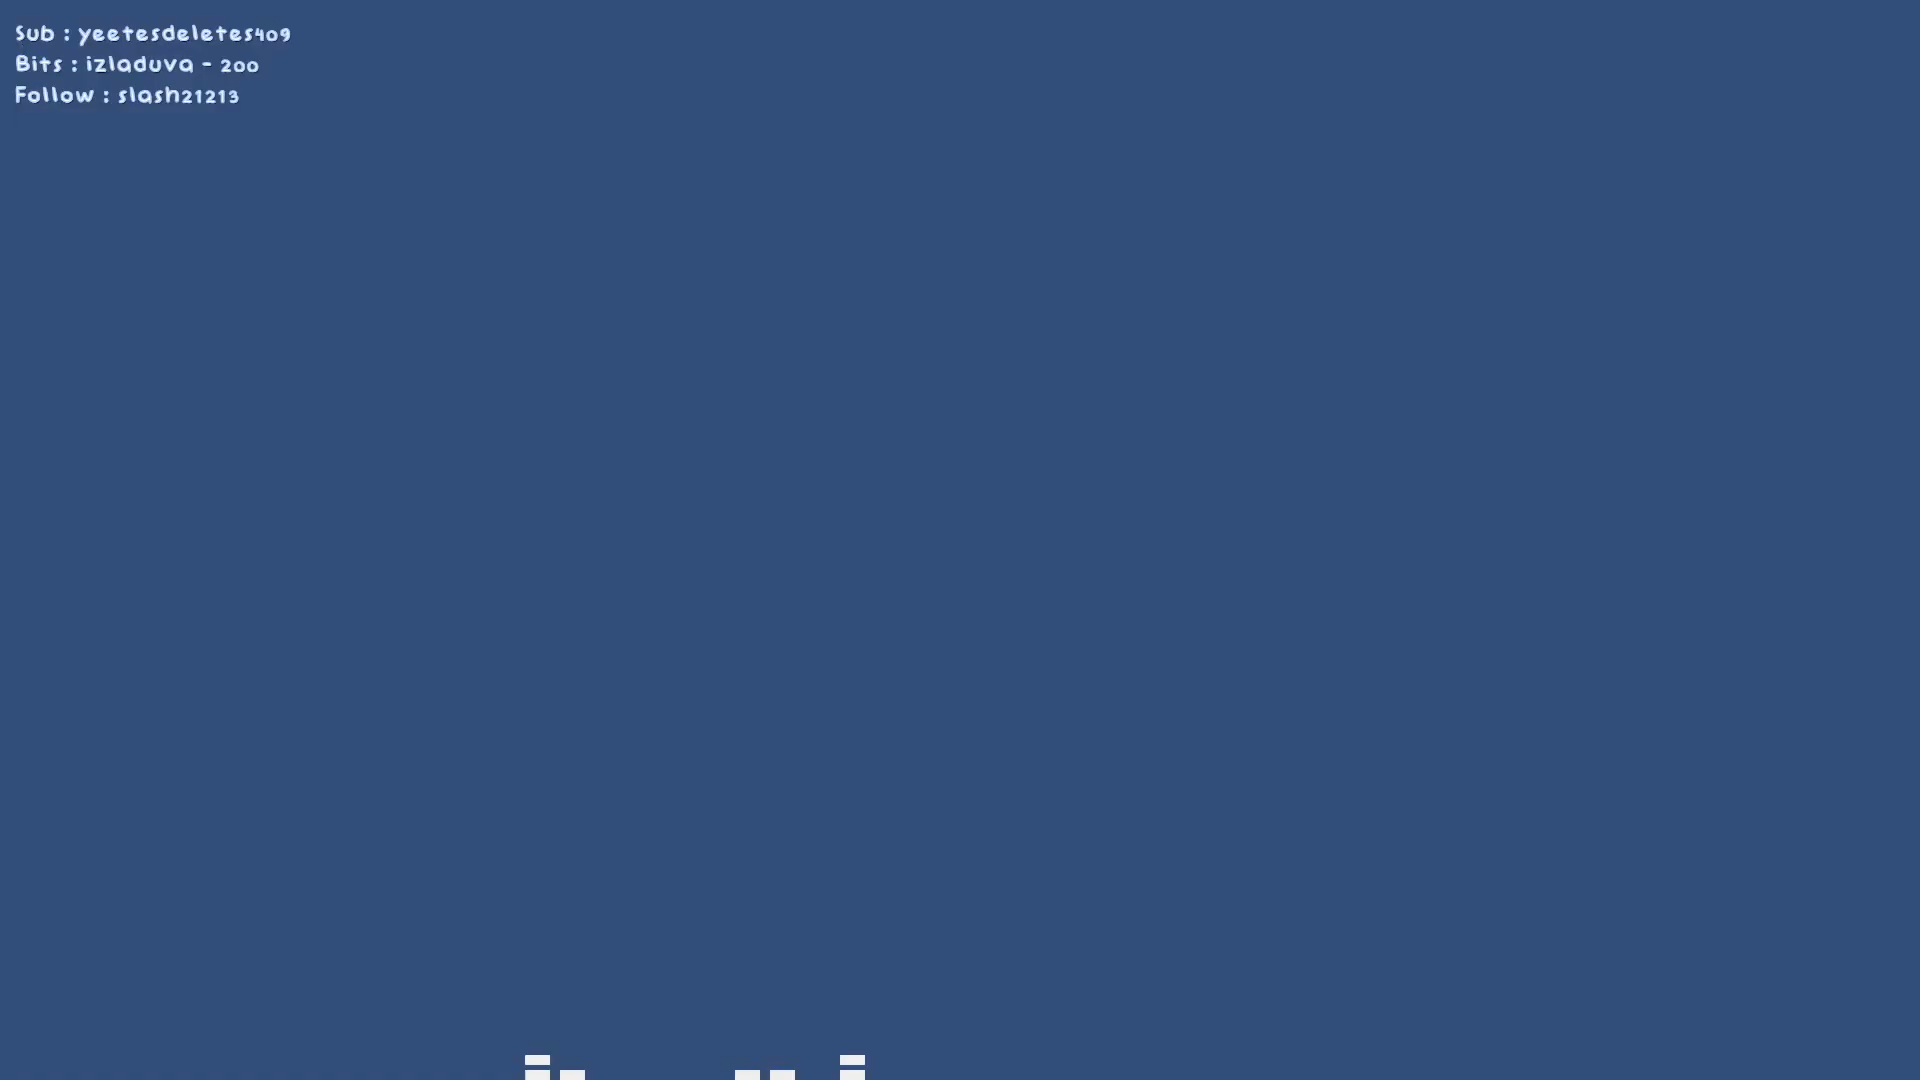 Sub : yeetesdeletes409
Bits : izladuva - 200
Follow : slash21213